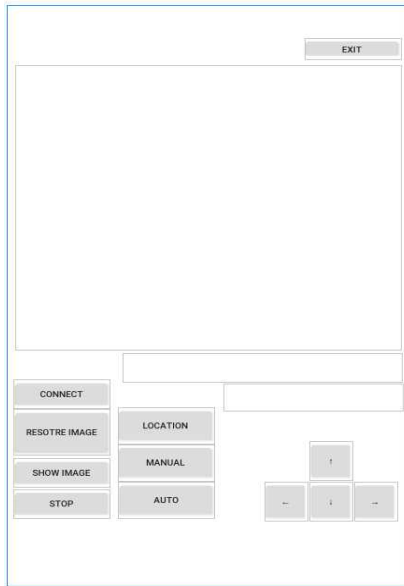 EXIT
CONNECT
RESOTRE IMAGE
LOCATION
SHOW IMAGE
MANUAL
STOP
AUTO
↑
← ↓ →